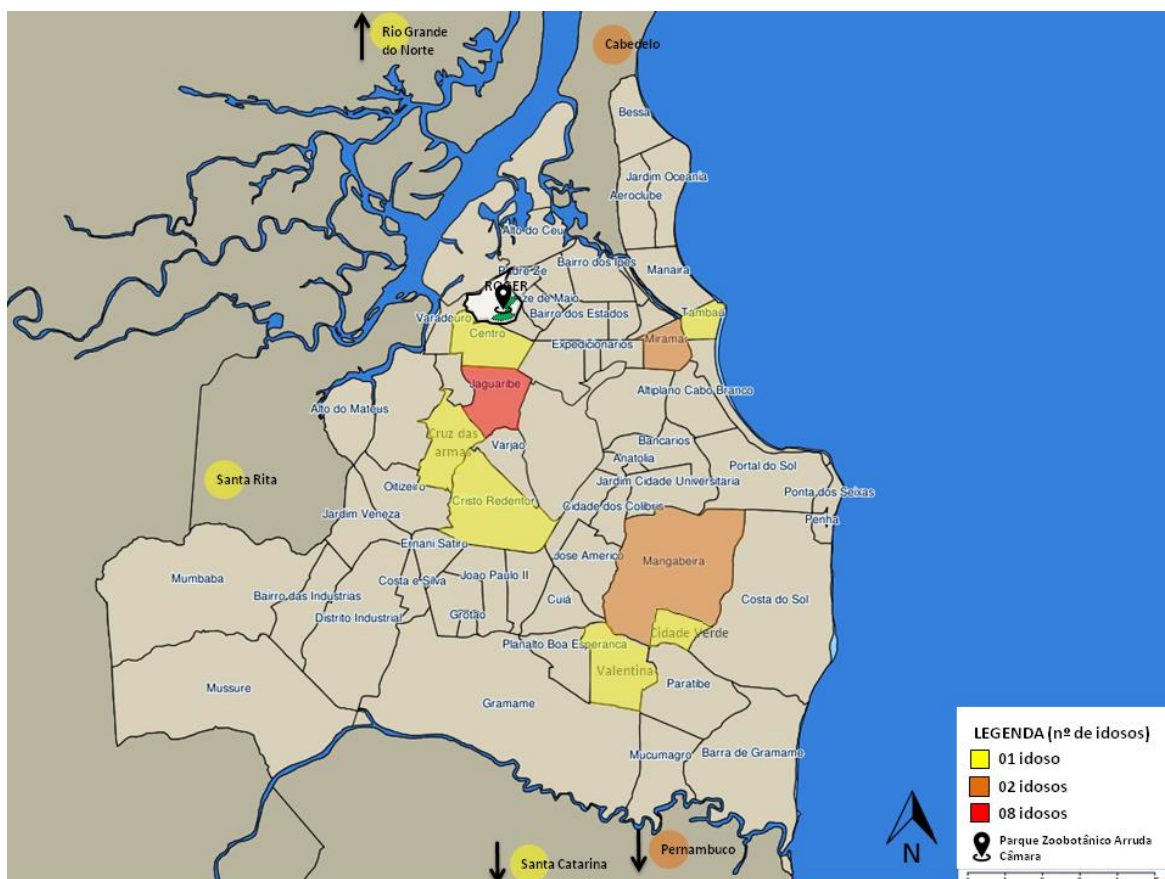 Rio Grande
do Norte
Cabedelo
Bessa
Jardim Oceania
Aeroclube
Alto do Ceu
Padre Ze
Bairro dos Ipes
Manaira
ROGER
ze de Maio
Varadouro
Bairro dos Estados
Tambau
Centro
Expedicionarios
Miramar
Jaguaribe
Altiplano Cabo Branco
Alto do Mateus
Cruz das
armas
Varjao
Bancarios
Anatolia
Portal do Sol
Santa Rita
Oitizeiro
Jardim Cidade Universitaria
Ponta dos Seixas
Cristo Redentor
Cidade dos Colibris
Jardim Veneza
Penha
Ernani Satiro
Jose Americo
Mangabeira
Mumbaba
Costa e Silva
Joao Paulo II
Bairro das Industrias
Cuiá
Costa do Sol
Distrito Industrial
Grotão
Cidade Verde
Planalto Boa Esperanca
Valentina
Paratibe
Mussure
Gramame
Mucumagro
Barra de Gramame
Pernambuco
Santa Catarina
N
LEGENDA (nº de idosos)
01 idoso
02 idosos
08 idosos
Parque Zoobotânico Arruda
Câmara